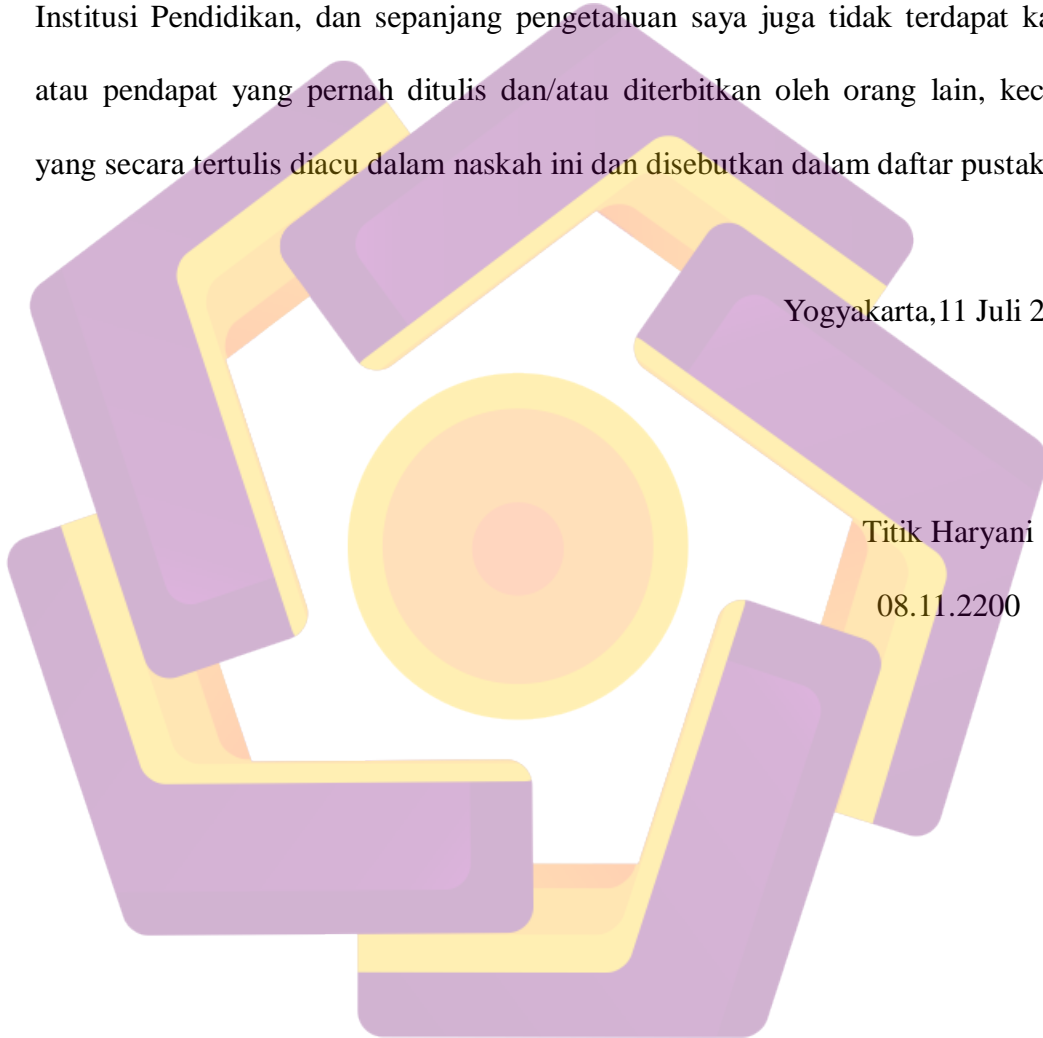 Institusi Pendidikan, dan sepanjang pengetahuan saya juga tidak terdapat ka
atau pendapat yang pernah ditulis dan/atau diterbitkan oleh orang lain, kec
yang secara tertulis diacu dalam naskah ini dan disebutkan dalam daftar pustak
Yogyakarta,11 Juli 2
Titik Haryani
08.11.2200